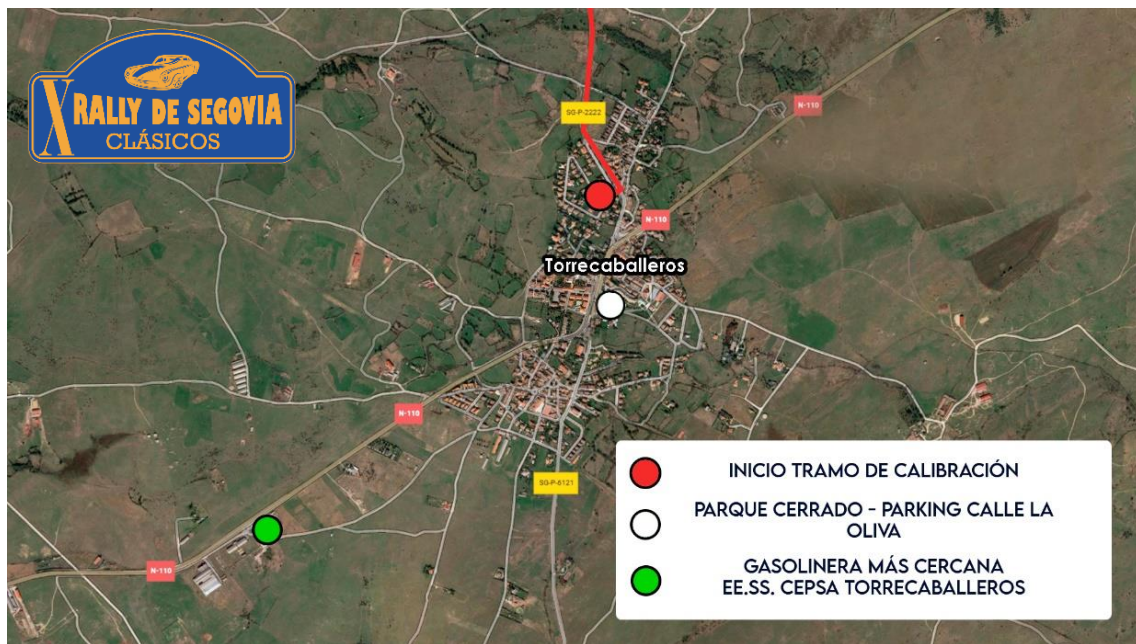 X RALLY DE SEGOVIA
CLÁSICOS
SG-P-2222
N-110
N-110
Torrecaballeros
N-110
SG-P-6121
N-110
INICIO TRAMO DE CALIBRACIÓN
PARQUE CERRADO - PARKING CALLE LA
OLIVA
GASOLINERA MÁS CERCANA
EE.SS. CEPSA TORRECABALLEROS